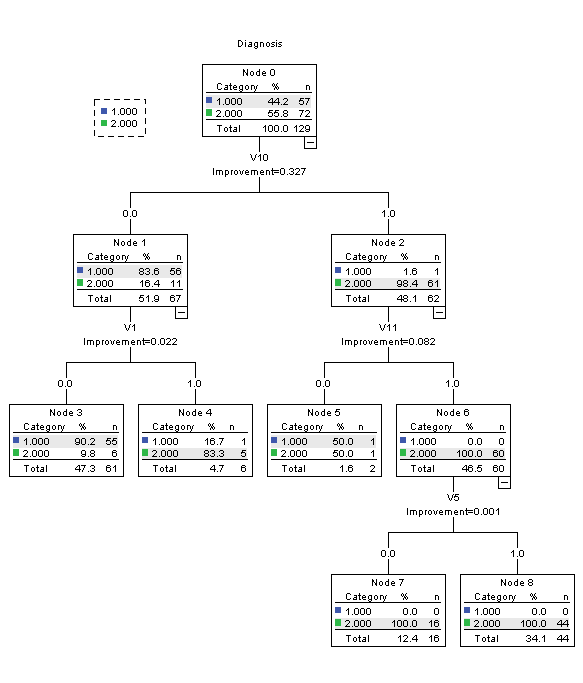 Diagnosis
Node 0
Category % n
1.000 44.2 57
2.000 55.8 72
Total 100.0 129
1.000
2.000
V10
Improvement=0.327
0.0
1.0
Node 1
Category % n
1.000 83.6 56
2.000 16.4 11
Total 51.9 67
Node 2
Category % n
1.000 1.6 1
2.000 98.4 61
Total 48.1 62
V1
Improvement=0.022
V11
Improvement=0.082
0.0
1.0
0.0
1.0
Node 3
Category % n
1.000 90.2 55
2.000 9.8 6
Total 47.3 61
Node 4
Category % n
1.000 16.7 1
2.000 83.3 5
Total 4.7 6
Node 5
Category % n
1.000 50.0 1
2.000 50.0 1
Total 1.6 2
Node 6
Category % n
1.000 0.0 0
2.000 100.0 60
Total 46.5 60
V5
Improvement=0.001
0.0
1.0
Node 7
Category % n
1.000 0.0 0
2.000 100.0 16
Total 12.4 16
Node 8
Category % n
1.000 0.0 0
2.000 100.0 44
Total 34.1 44